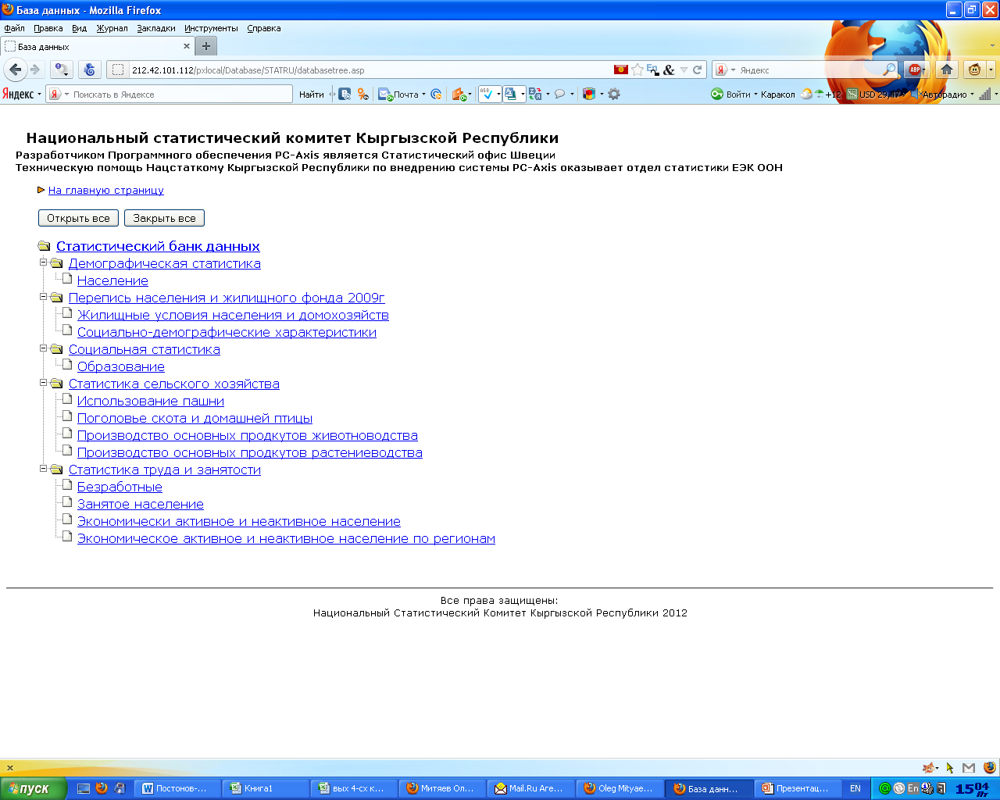 База данных - Mozilla Firefox
Файл Правка Вид Журнал Закладки Инструменты Справка
База данных
212.42.101.112/pxlocal/Database/STATRU/databasetree.asp
Яндекс
Яндекс Поискать в Яндексе Найти Почта Войти Каракол +12 USD 29,47 Авторадио
Национальный статистический комитет Кыргызской Республики
Разработчиком Программного обеспечения PC-Axis является Статистический офис Швеции
Техническую помощь Нацстаткому Кыргызской Республики по внедрению системы PC-Axis оказывает отдел статистики ЕЭК ООН
На главную страницу
Открыть все Закрыть все
Статистический банк данных
Демографическая статистика
Население
Перепись населения и жилищного фонда 2009г
Жилищные условия населения и домохозяйств
Социально-демографические характеристики
Социальная статистика
Образование
Статистика сельского хозяйства
Использование пашни
Поголовье скота и домашней птицы
Производство основных продкутов животноводства
Производство основных продкутов растениеводства
Статистика труда и занятости
Безработные
Занятое население
Экономически активное и неактивное население
Экономическое активное и неактивное население по регионам
Все права защищены:
Национальный Статистический Комитет Кыргызской Республики 2012
пуск Постонов-... Книга1 вых 4-сх к... Митяев Ол... Mail.Ru Аге... Oleg Mityae... База данн... Презентац... EN En 15 04 Пт